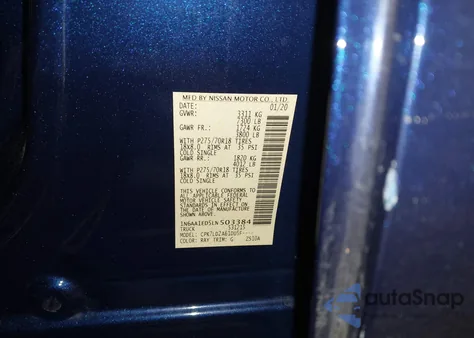 MFD BY NISSAN MOTOR CO., LTD.
DATE: 01/20
GVWR: 3311 KG
7300 LB
GAWR FR.: 1724 KG
3800 LB
WITH P275/70R18 TIRES
18X8.0 RIMS AT 35 PSI
COLD SINGLE
GAWR RR.: 1820 KG
4012 LB
WITH P275/70R18 TIRES
18X8.0 RIMS AT 35 PSI
COLD SINGLE
THIS VEHICLE CONFORMS TO
ALL APPLICABLE FEDERAL
MOTOR VEHICLE SAFETY
STANDARDS IN EFFECT ON
THE DATE OF MANUFACTURE
SHOWN ABOVE.
1N6AA1ED5LN503384
TRUCK
MODEL:
COLOR: RAY TRIM: G
autoSnap